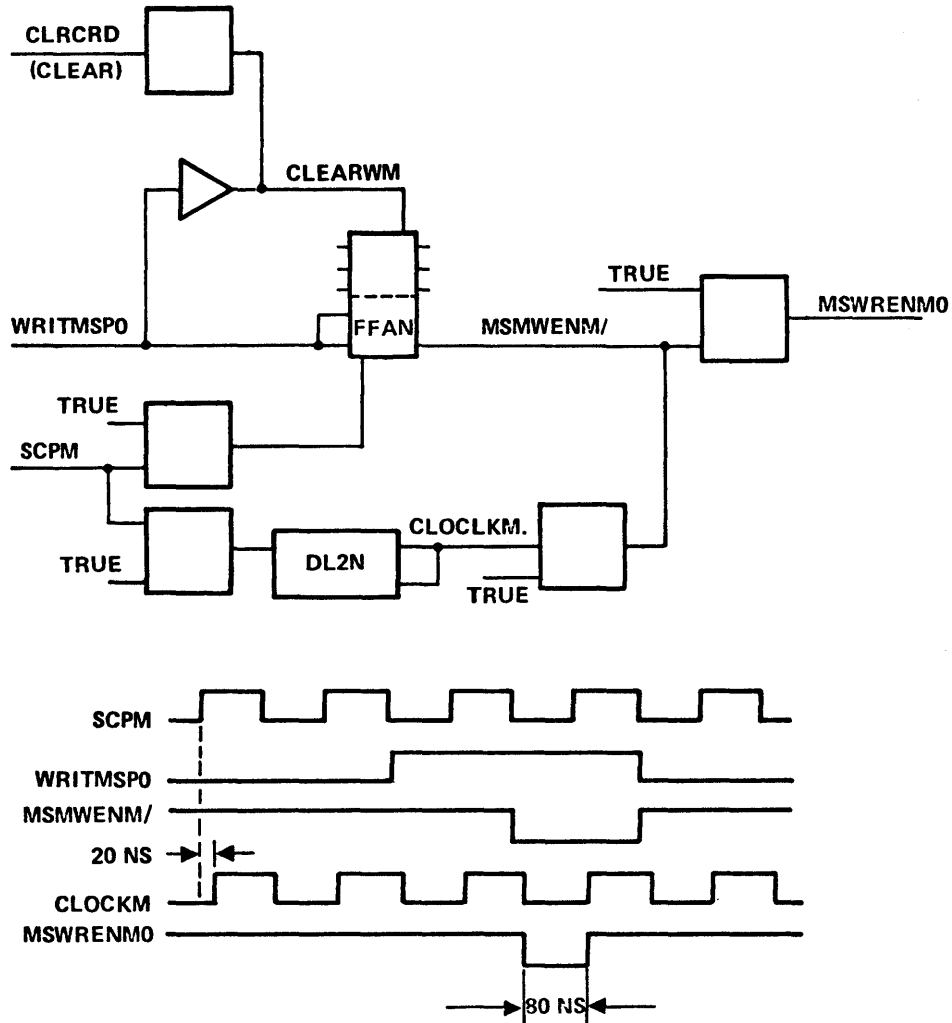 CLRCRD
(CLEAR)
CLEARWM
TRUE
MSWRENM0
WRITMSP0
FFAN
MSMWENM/
TRUE
SCPM
CLOCLKM.
DL2N
TRUE
TRUE
SCPM
WRITMSP0
MSMWENM/
20 NS
CLOCKM
MSWRENM0
80 NS